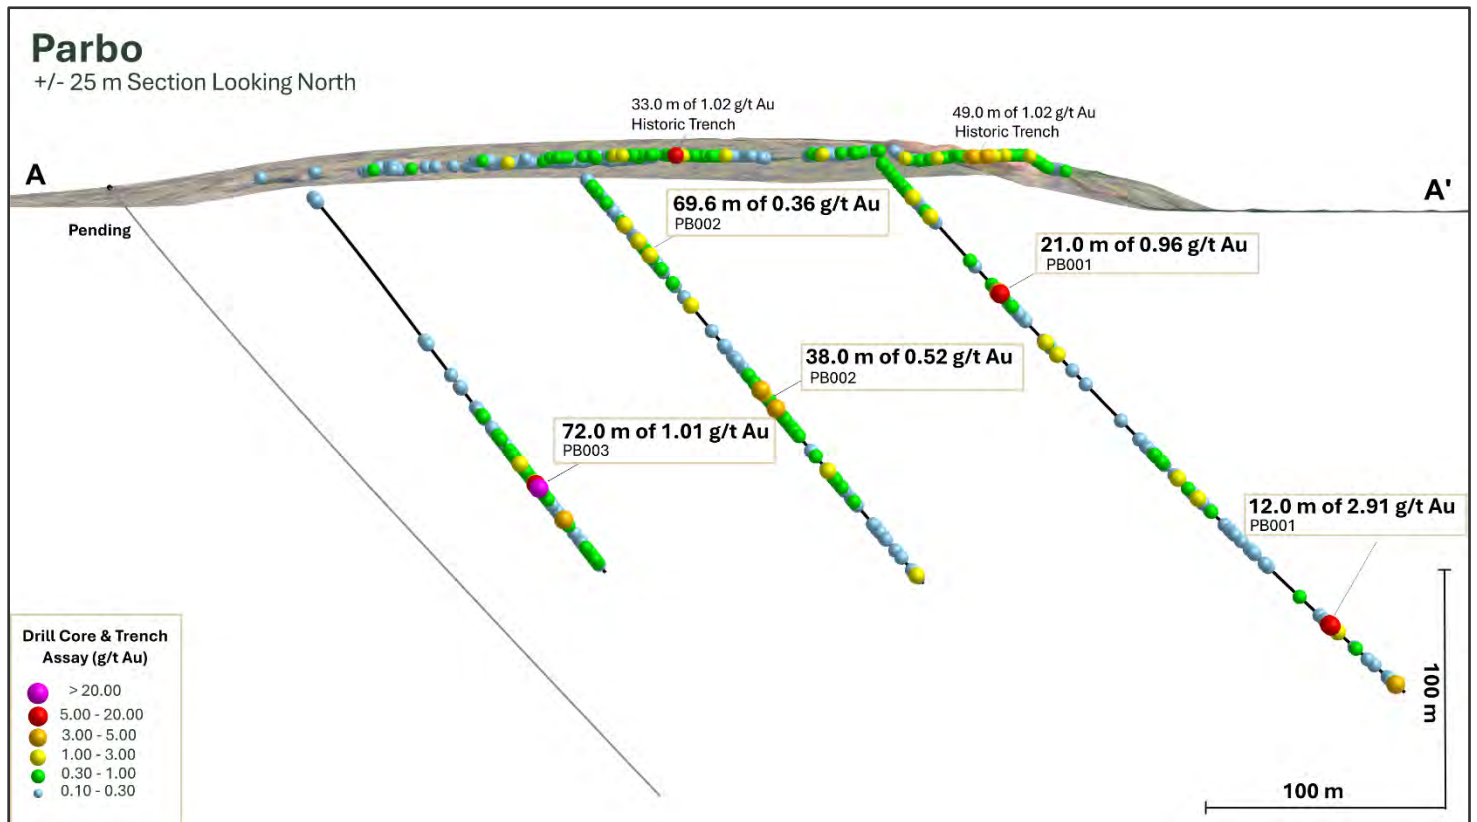 Parbo
+/- 25 m Section Looking North
33.0 m of 1.02 g/t Au
Historic Trench
49.0 m of 1.02 g/t Au
Historic Trench
A
A'
Pending
69.6 m of 0.36 g/t Au
PB002
21.0 m of 0.96 g/t Au
PB001
38.0 m of 0.52 g/t Au
PB002
72.0 m of 1.01 g/t Au
PB003
12.0 m of 2.91 g/t Au
PB001
Drill Core & Trench
Assay (g/t Au)
> 20.00
5.00 - 20.00
3.00 - 5.00
1.00 - 3.00
0.30 - 1.00
0.10 - 0.30
100 m
100 m